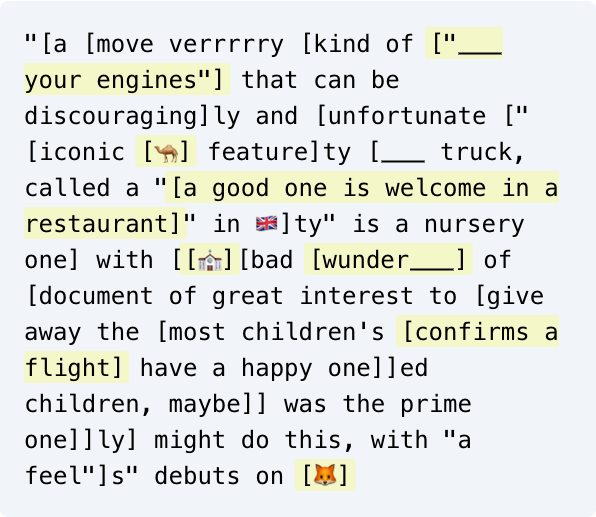 "[a [move verrrrry [kind of ["___
your engines"] that can be
discouraging]ly and [unfortunate ["
[iconic [🐪] feature]ty [___ truck,
called a "[a good one is welcome in a
restaurant]" in 🇬🇧]ty" is a nursery
one] with [[💒][bad [wunder___] of
[document of great interest to [give
away the [most children's [confirms a
flight] have a happy one]]ed
children, maybe]] was the prime
one]]ly] might do this, with "a
feel"]s" debuts on [🦊]